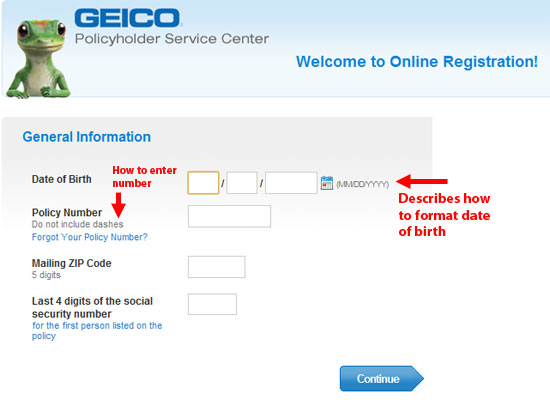 GEICO.
Policyholder Service Center
Welcome to Online Registration!
General Information
Date of Birth
/ /
(MM/DD/YYYY)
How to enter
number
Describes how
to format date
of birth
Policy Number
Do not include dashes
Forgot Your Policy Number?
Mailing ZIP Code
5 digits
Last 4 digits of the social
security number
for the first person listed on the
policy
Continue